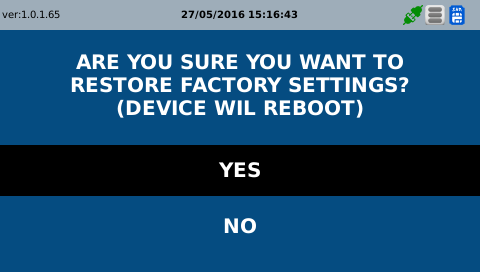 ver:1.0.1.65 27/05/2016 15:16:43
ARE YOU SURE YOU WANT TO
RESTORE FACTORY SETTINGS?
(DEVICE WIL REBOOT)
YES
NO